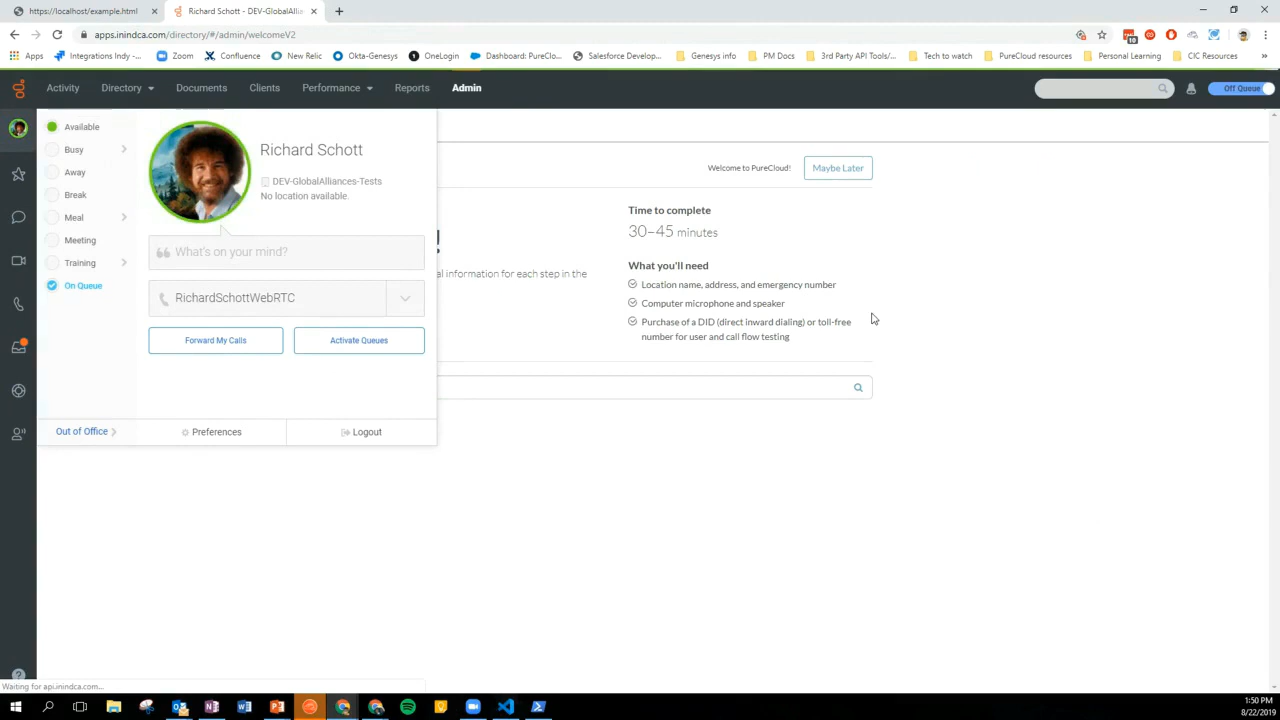 https://localhost/example.html
Richard Schott - DEV-GlobalAllia
apps.inindca.com/directory/#/admin/welcomeV2
10
Apps
Integrations Indy -...
Zoom
Confluence
New Relic
Okta-Genesys
OneLogin
Dashboard: PureClo...
Salesforce Develop...
Genesys info
PM Docs
3rd Party API Tools/...
Tech to watch
PureCloud resources
Personal Learning
CIC Resources
»
Activity
Directory
Documents
Clients
Performance
Reports
Admin
Off Queue
Available
Busy
Away
Break
Meal
Meeting
Training
On Queue
Out of Office
Richard Schott
DEV-GlobalAlliances-Tests
No location available.
What's on your mind?
RichardSchottWebRTC
Forward My Calls
Activate Queues
Preferences
Logout
Welcome to PureCloud!
Maybe Later
!
al information for each step in the
Time to complete
30–45 minutes
What you'll need
Location name, address, and emergency number
Computer microphone and speaker
Purchase of a DID (direct inward dialing) or toll-free
number for user and call flow testing
Waiting for api.inindca.com...
1:50 PM
8/22/2019